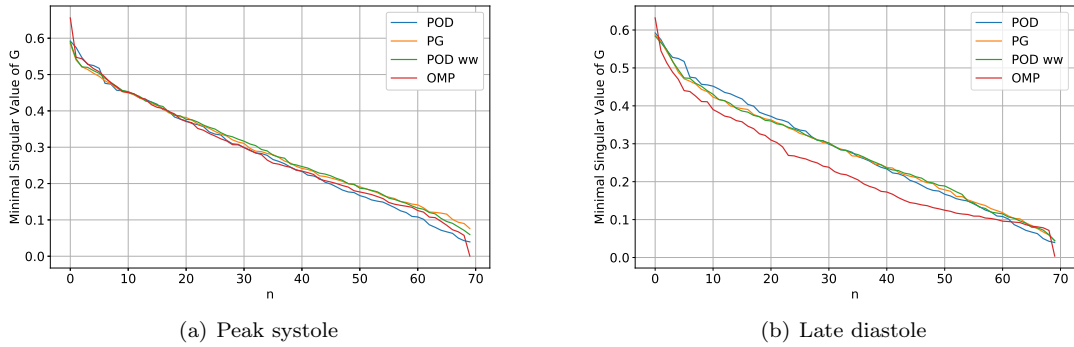 Minimal Singular Value of G
0.6
0.5
0.4
0.3
0.2
0.1
0.0
0 10 20 30 40 50 60 70
n
POD
PG
POD ww
OMP
(a) Peak systole
Minimal Singular Value of G
0.6
0.5
0.4
0.3
0.2
0.1
0.0
0 10 20 30 40 50 60 70
n
POD
PG
POD ww
OMP
(b) Late diastole